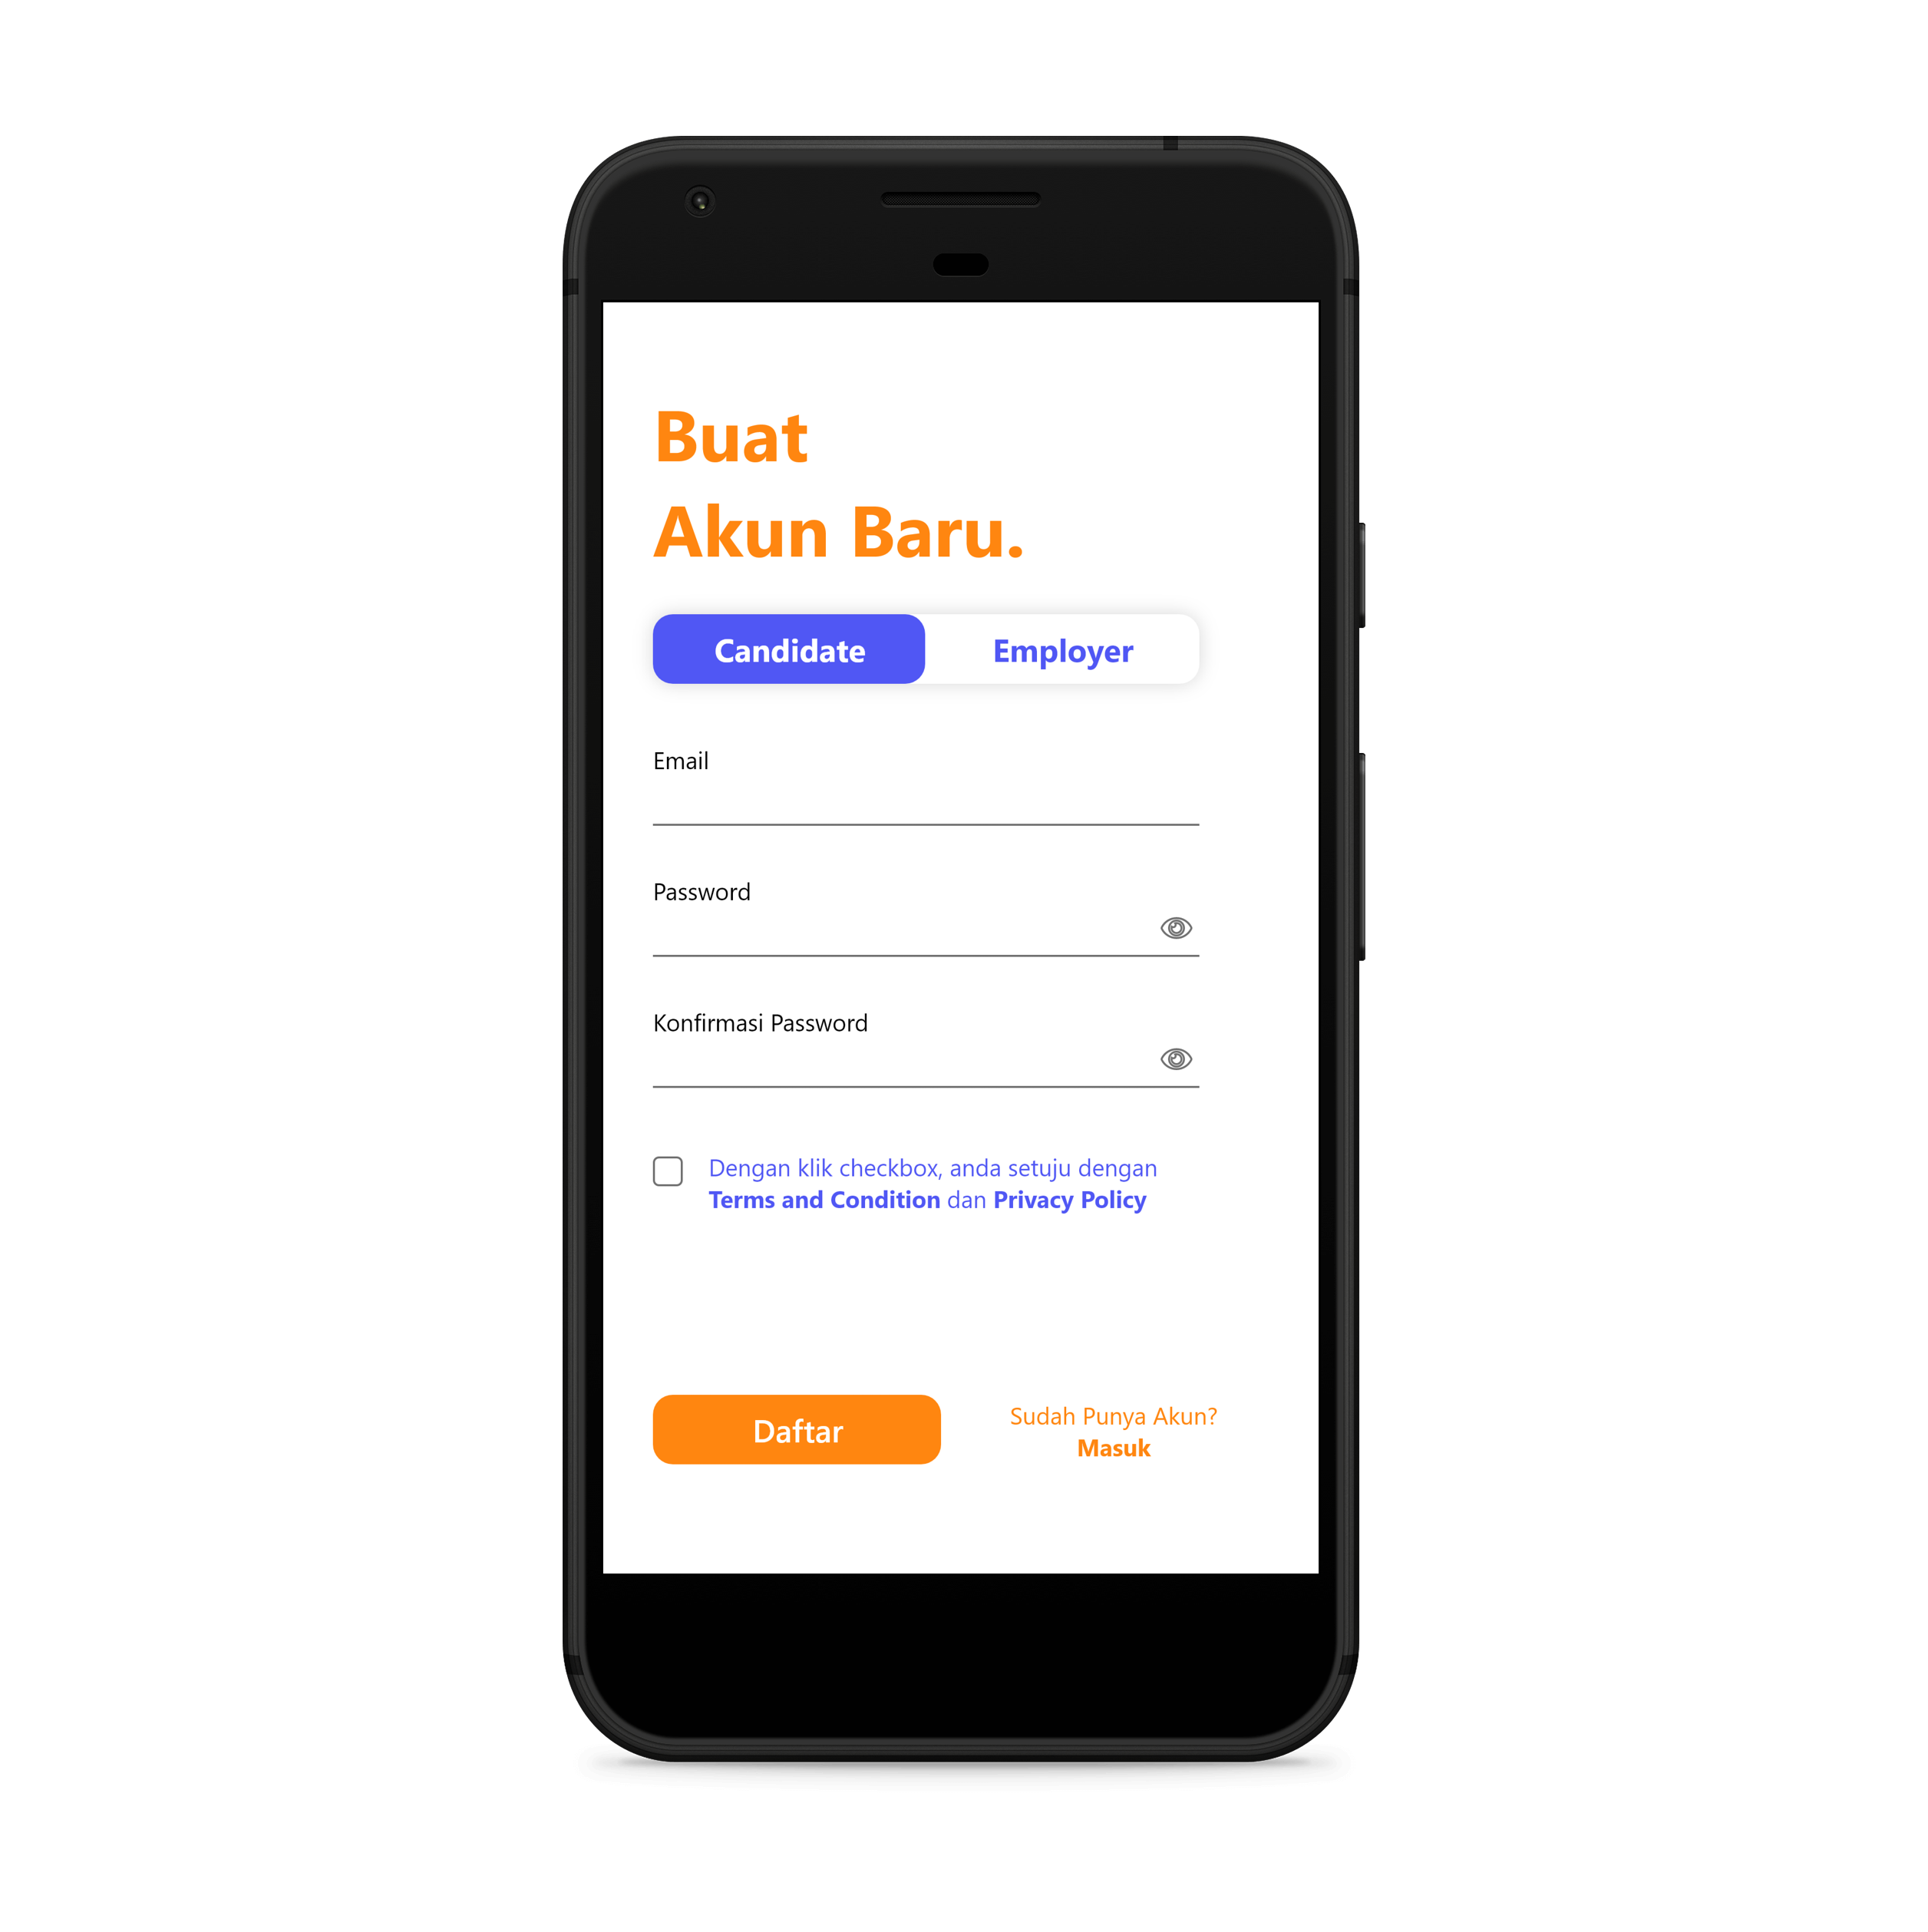 Buat
Akun Baru.
Candidate Employer
Email
Password
Konfirmasi Password
Dengan klik checkbox, anda setuju dengan
Terms and Condition dan Privacy Policy
Daftar
Sudah Punya Akun?
Masuk